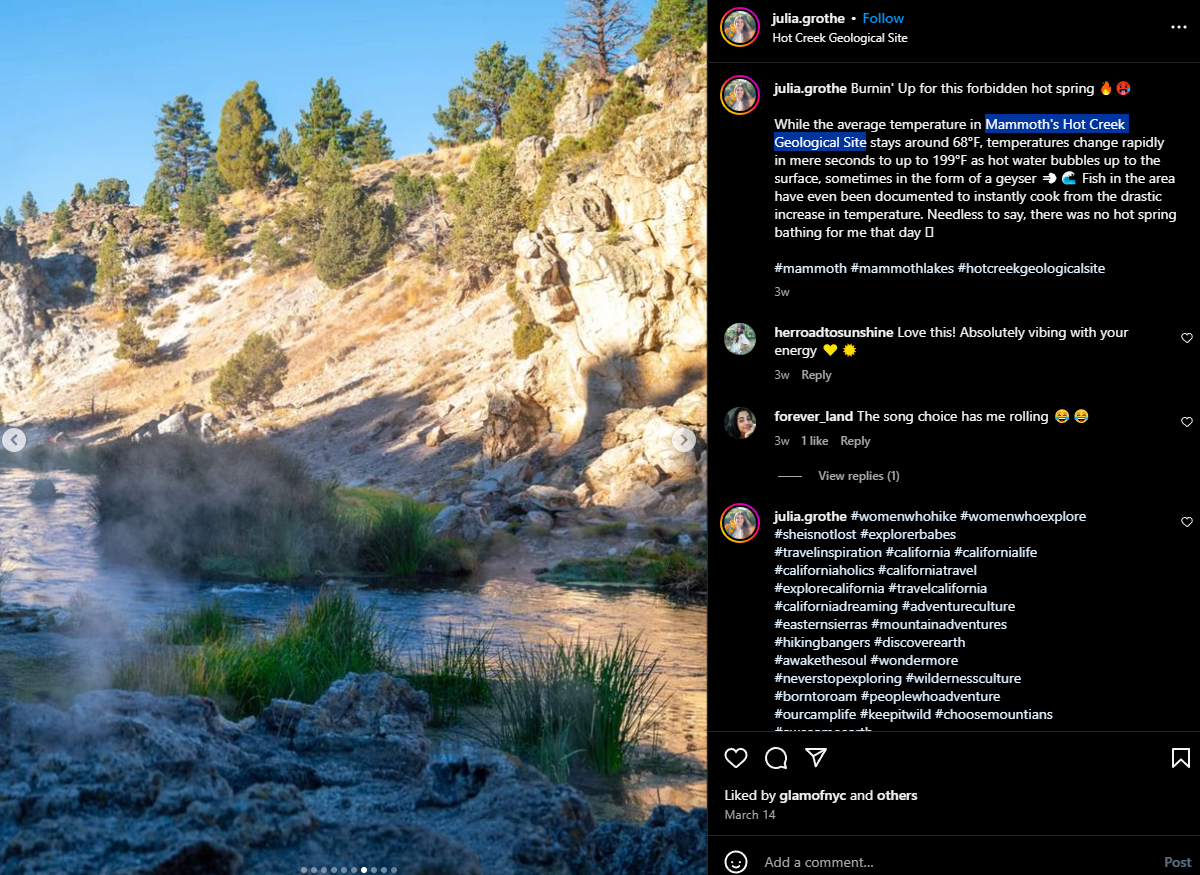 julia.grothe • Follow
Hot Creek Geological Site
julia.grothe Burnin' Up for this forbidden hot spring 🔥🥵
While the average temperature in Mammoth's Hot Creek
Geological Site stays around 68°F, temperatures change rapidly
in mere seconds to up to 199°F as hot water bubbles up to the
surface, sometimes in the form of a geyser 💨 🌊 Fish in the area
have even been documented to instantly cook from the drastic
increase in temperature. Needless to say, there was no hot spring
bathing for me that day
#mammoth #mammothlakes #hotcreekgeologicalsite
3w
herroadtosunshine Love this! Absolutely vibing with your
energy 💛 ☀️
3w Reply
forever_land The song choice has me rolling 😂 😂
3w 1 like Reply
View replies (1)
julia.grothe #womenwhohike #womenwhoexplore
#sheisnotlost #explorerbabes
#travelinspiration #california #californialife
#californiaholics #californiatravel
#explorecalifornia #travelcalifornia
#californiadreaming #adventureculture
#easternsierras #mountainadventures
#hikingbangers #discoverearth
#awakethesoul #wondermore
#neverstopexploring #wildernessculture
#borntoroam #peoplewhoadventure
#ourcamplife #keepitwild #choosemountians
Liked by glamofnyc and others
March 14
Add a comment...
Post